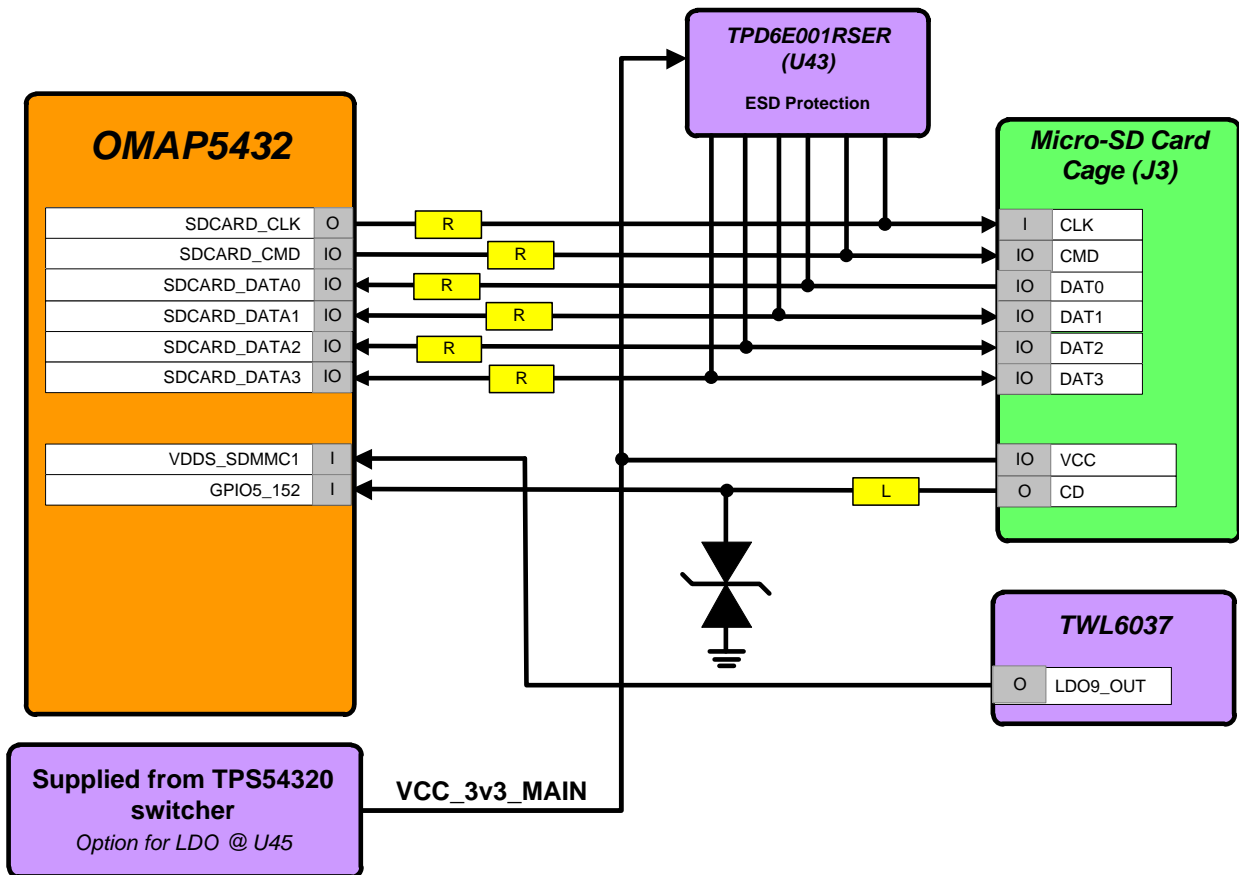 TPD6E001RSER
(U43)
ESD Protection
OMAP5432
SDCARD_CLK O
SDCARD_CMD IO
SDCARD_DATA0 IO
SDCARD_DATA1 IO
SDCARD_DATA2 IO
SDCARD_DATA3 IO
VDDS_SDMMC1 I
GPIO5_152 I
R
R
R
R
R
R
L
Micro-SD Card
Cage (J3)
I CLK
IO CMD
IO DAT0
IO DAT1
IO DAT2
IO DAT3
IO VCC
O CD
TWL6037
O LDO9_OUT
Supplied from TPS54320
switcher
Option for LDO @ U45
VCC_3v3_MAIN